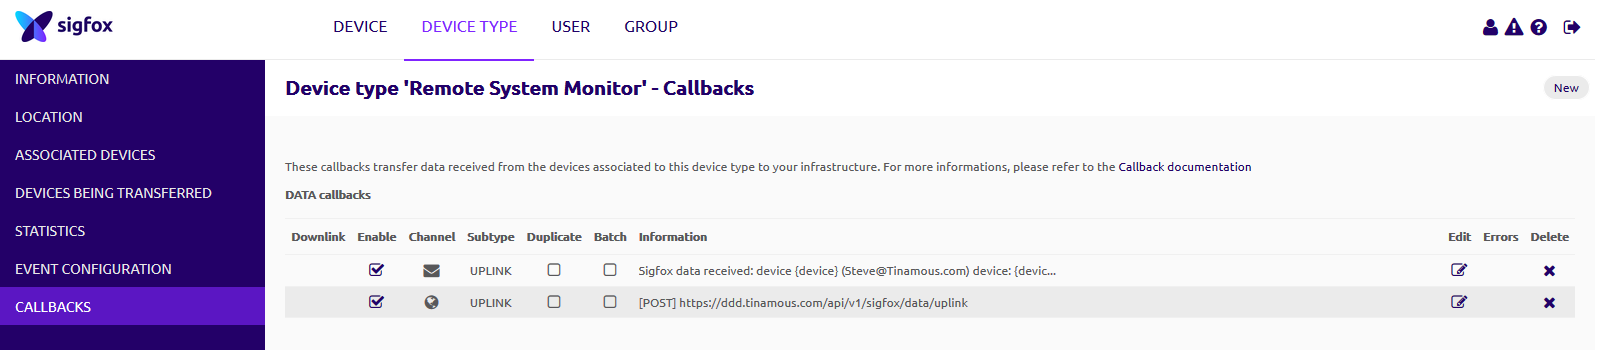 sigfox
DEVICE DEVICE TYPE USER GROUP
INFORMATION
LOCATION
ASSOCIATED DEVICES
DEVICES BEING TRANSFERRED
STATISTICS
EVENT CONFIGURATION
CALLBACKS
Device type 'Remote System Monitor' - Callbacks
New
These callbacks transfer data received from the devices associated to this device type to your infrastructure. For more informations, please refer to the Callback documentation
DATA callbacks
Downlink Enable Channel Subtype Duplicate Batch Information Edit Errors Delete
UPLINK Sigfox data received: device {device} (Steve@Tinamous.com) device: {devic...
UPLINK [POST] https://ddd.tinamous.com/api/v1/sigfox/data/uplink